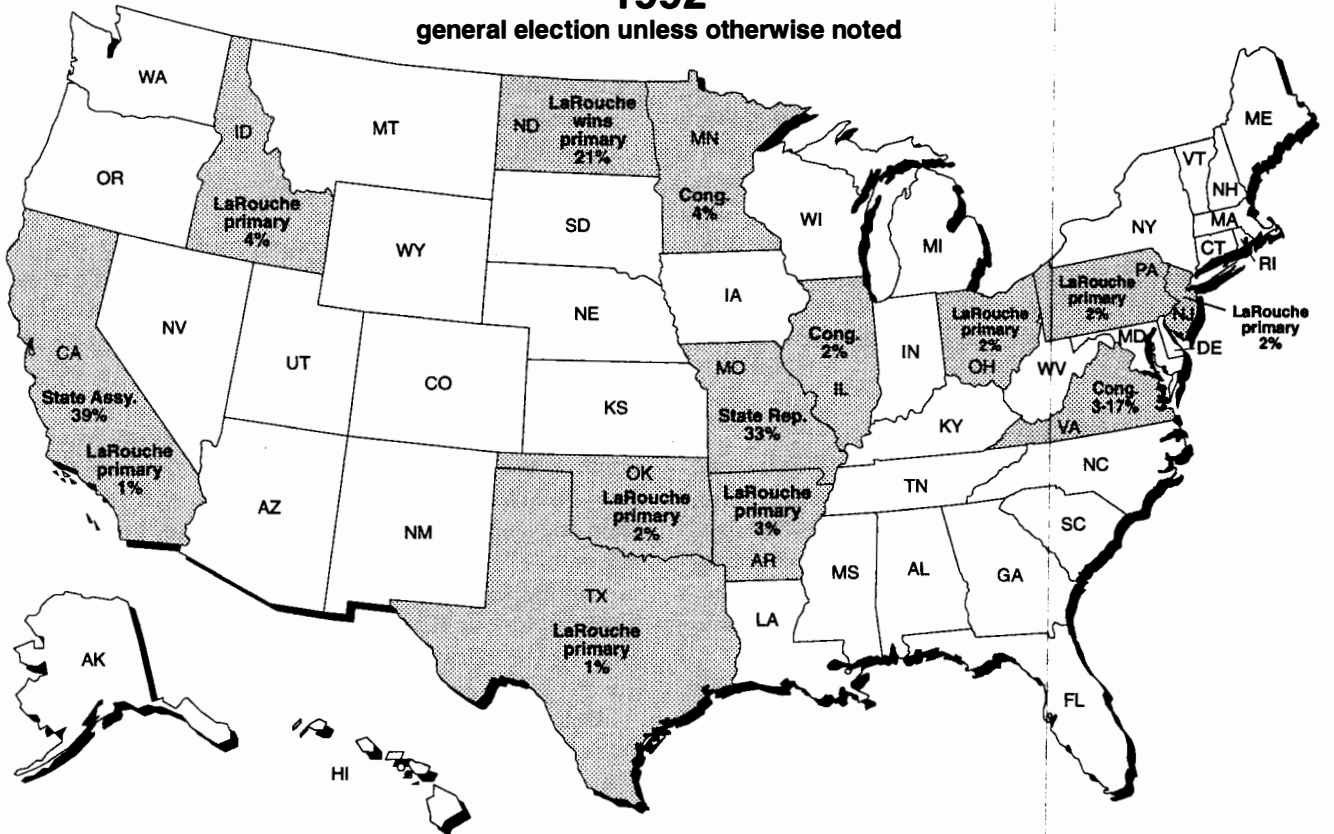 1992
general election unless otherwise noted
WA
OR
ID
LaRouche
primary
4%
MT
ND
LaRouche
wins
primary
21%
MN
Cong.
4%
WI
MI
ME
VT
NH
MA
CT
RI
NY
SD
WY
IA
NE
NV
UT
CO
KS
CA
State Assy.
39%
LaRouche
primary
1%
MO
State Rep.
33%
Cong.
2%
IL
IN
LaRouche
primary
2%
OH
PA
LaRouche
primary
2%
NJ
LaRouche
primary
2%
MD
DE
WV
Cong.
3-17%
VA
KY
NC
TN
SC
AZ
NM
OK
LaRouche
primary
2%
LaRouche
primary
3%
AR
MS
AL
GA
TX
LaRouche
primary
1%
LA
FL
AK
HI